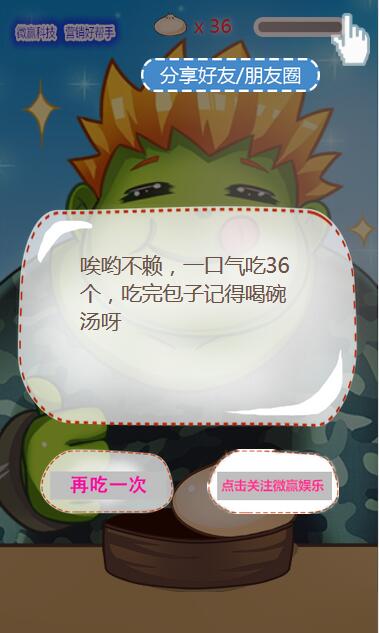 微赢科技 营销好帮手
x 36
分享好友/朋友圈
唉哟不赖，一口气吃36
个，吃完包子记得喝碗
汤呀
再吃一次
点击关注微赢娱乐